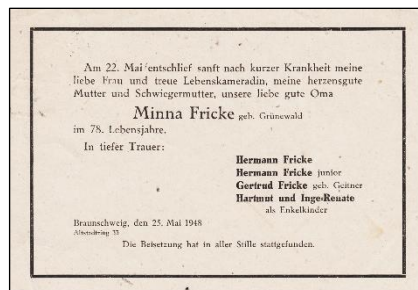 Am 22. Mai entschlief sanft nach kurzer Krankheit meine
liebe Frau und treue Lebenskameradin, meine herzensgute
Mutter und Schwiegermutter, unsere liebe gute Oma
Minna Fricke geb. Grünewald
im 78. Lebensjahre.
In tiefer Trauer:
Hermann Fricke
Hermann Fricke junior
Gertrud Fricke geb. Geitner
Hartmut und Inge-Renate
als Enkelkinder
Braunschweig, den 25. Mai 1948
Altstadtring 31
Die Beisetzung hat in aller Stille stattgefunden.